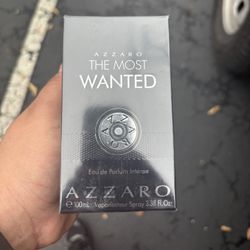 AZZARO
THE MOST
WANTED
Eau de Parfum Intense
AZZARO
100mL Vaporisateur Spray 3.38 fl.Oz.